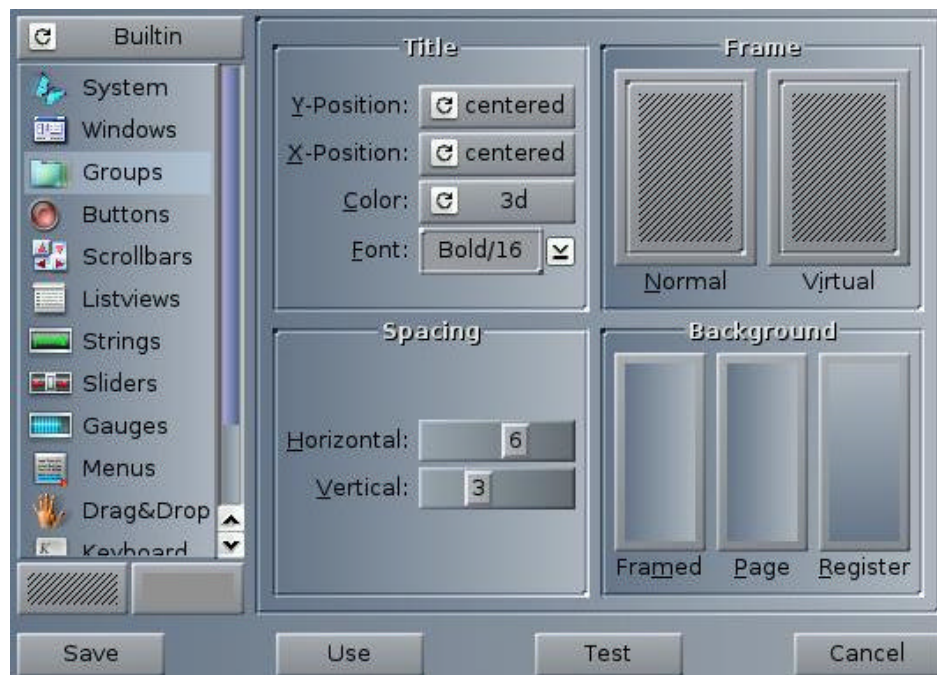 Builtin
System
Windows
Groups
Buttons
Scrollbars
Listviews
Strings
Sliders
Gauges
Menus
Drag&Drop
Keyboard
Title
Y-Position: centered
X-Position: centered
Color: 3d
Font: Bold/16
Frame
Normal Virtual
Spacing
Horizontal: 6
Vertical: 3
Background
Framed Page Register
Save Use Test Cancel